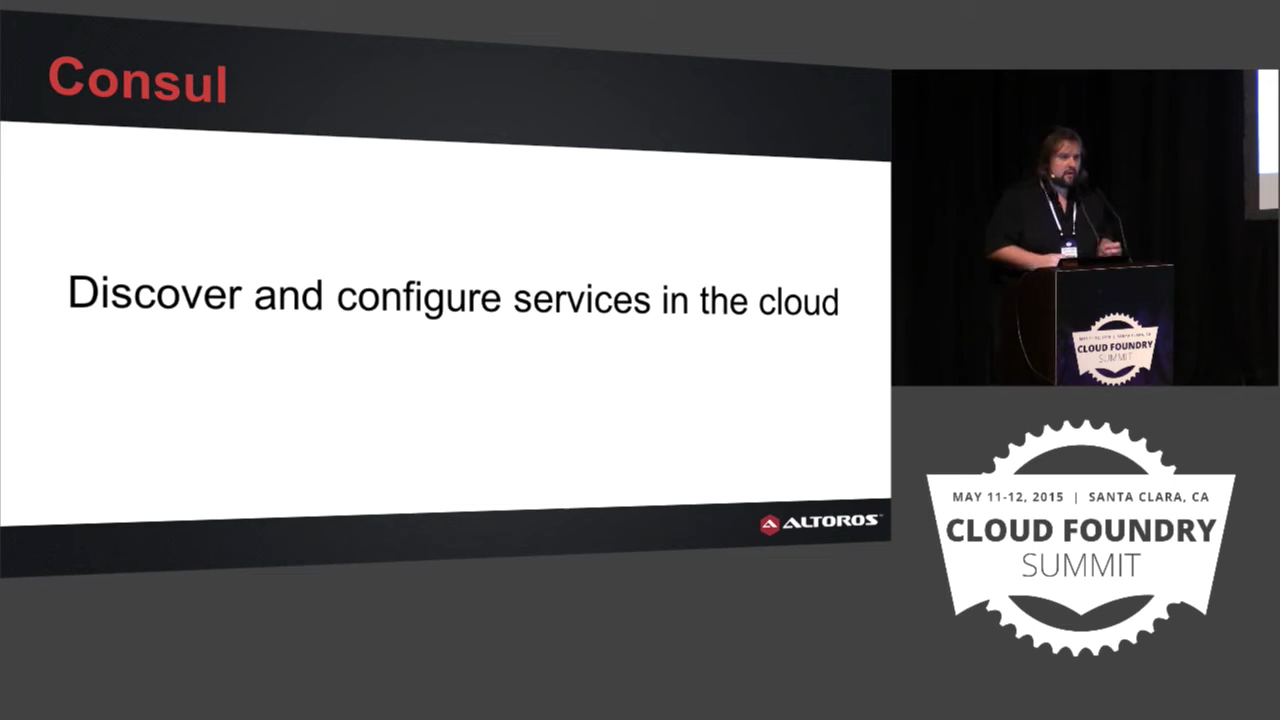 Consul
Discover and configure services in the cloud
ALTOROS
CLOUD FOUNDRY
SUMMIT
MAY 11-12, 2015 | SANTA CLARA, CA
CLOUD FOUNDRY
SUMMIT